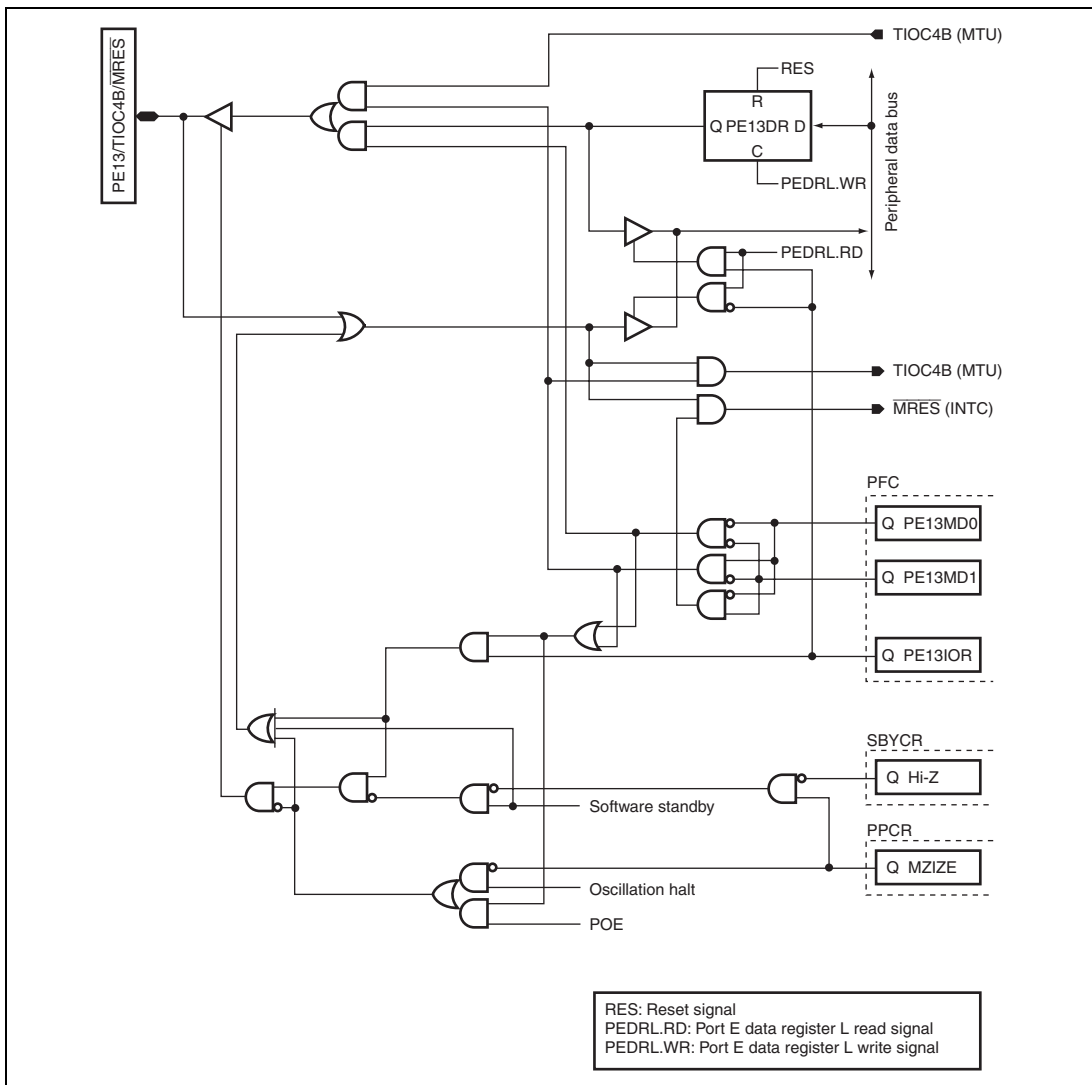 PE13/TIOC4B/MRES
TIOC4B (MTU)
RES
R
Q PE13DR D
C
PEDRL.WR
Peripheral data bus
PEDRL.RD
TIOC4B (MTU)
MRES (INTC)
PFC
Q PE13MD0
Q PE13MD1
Q PE13IOR
SBYCR
Q Hi-Z
Software standby
PPCR
Q MZIZE
Oscillation halt
POE
RES: Reset signal
PEDRL.RD: Port E data register L read signal
PEDRL.WR: Port E data register L write signal